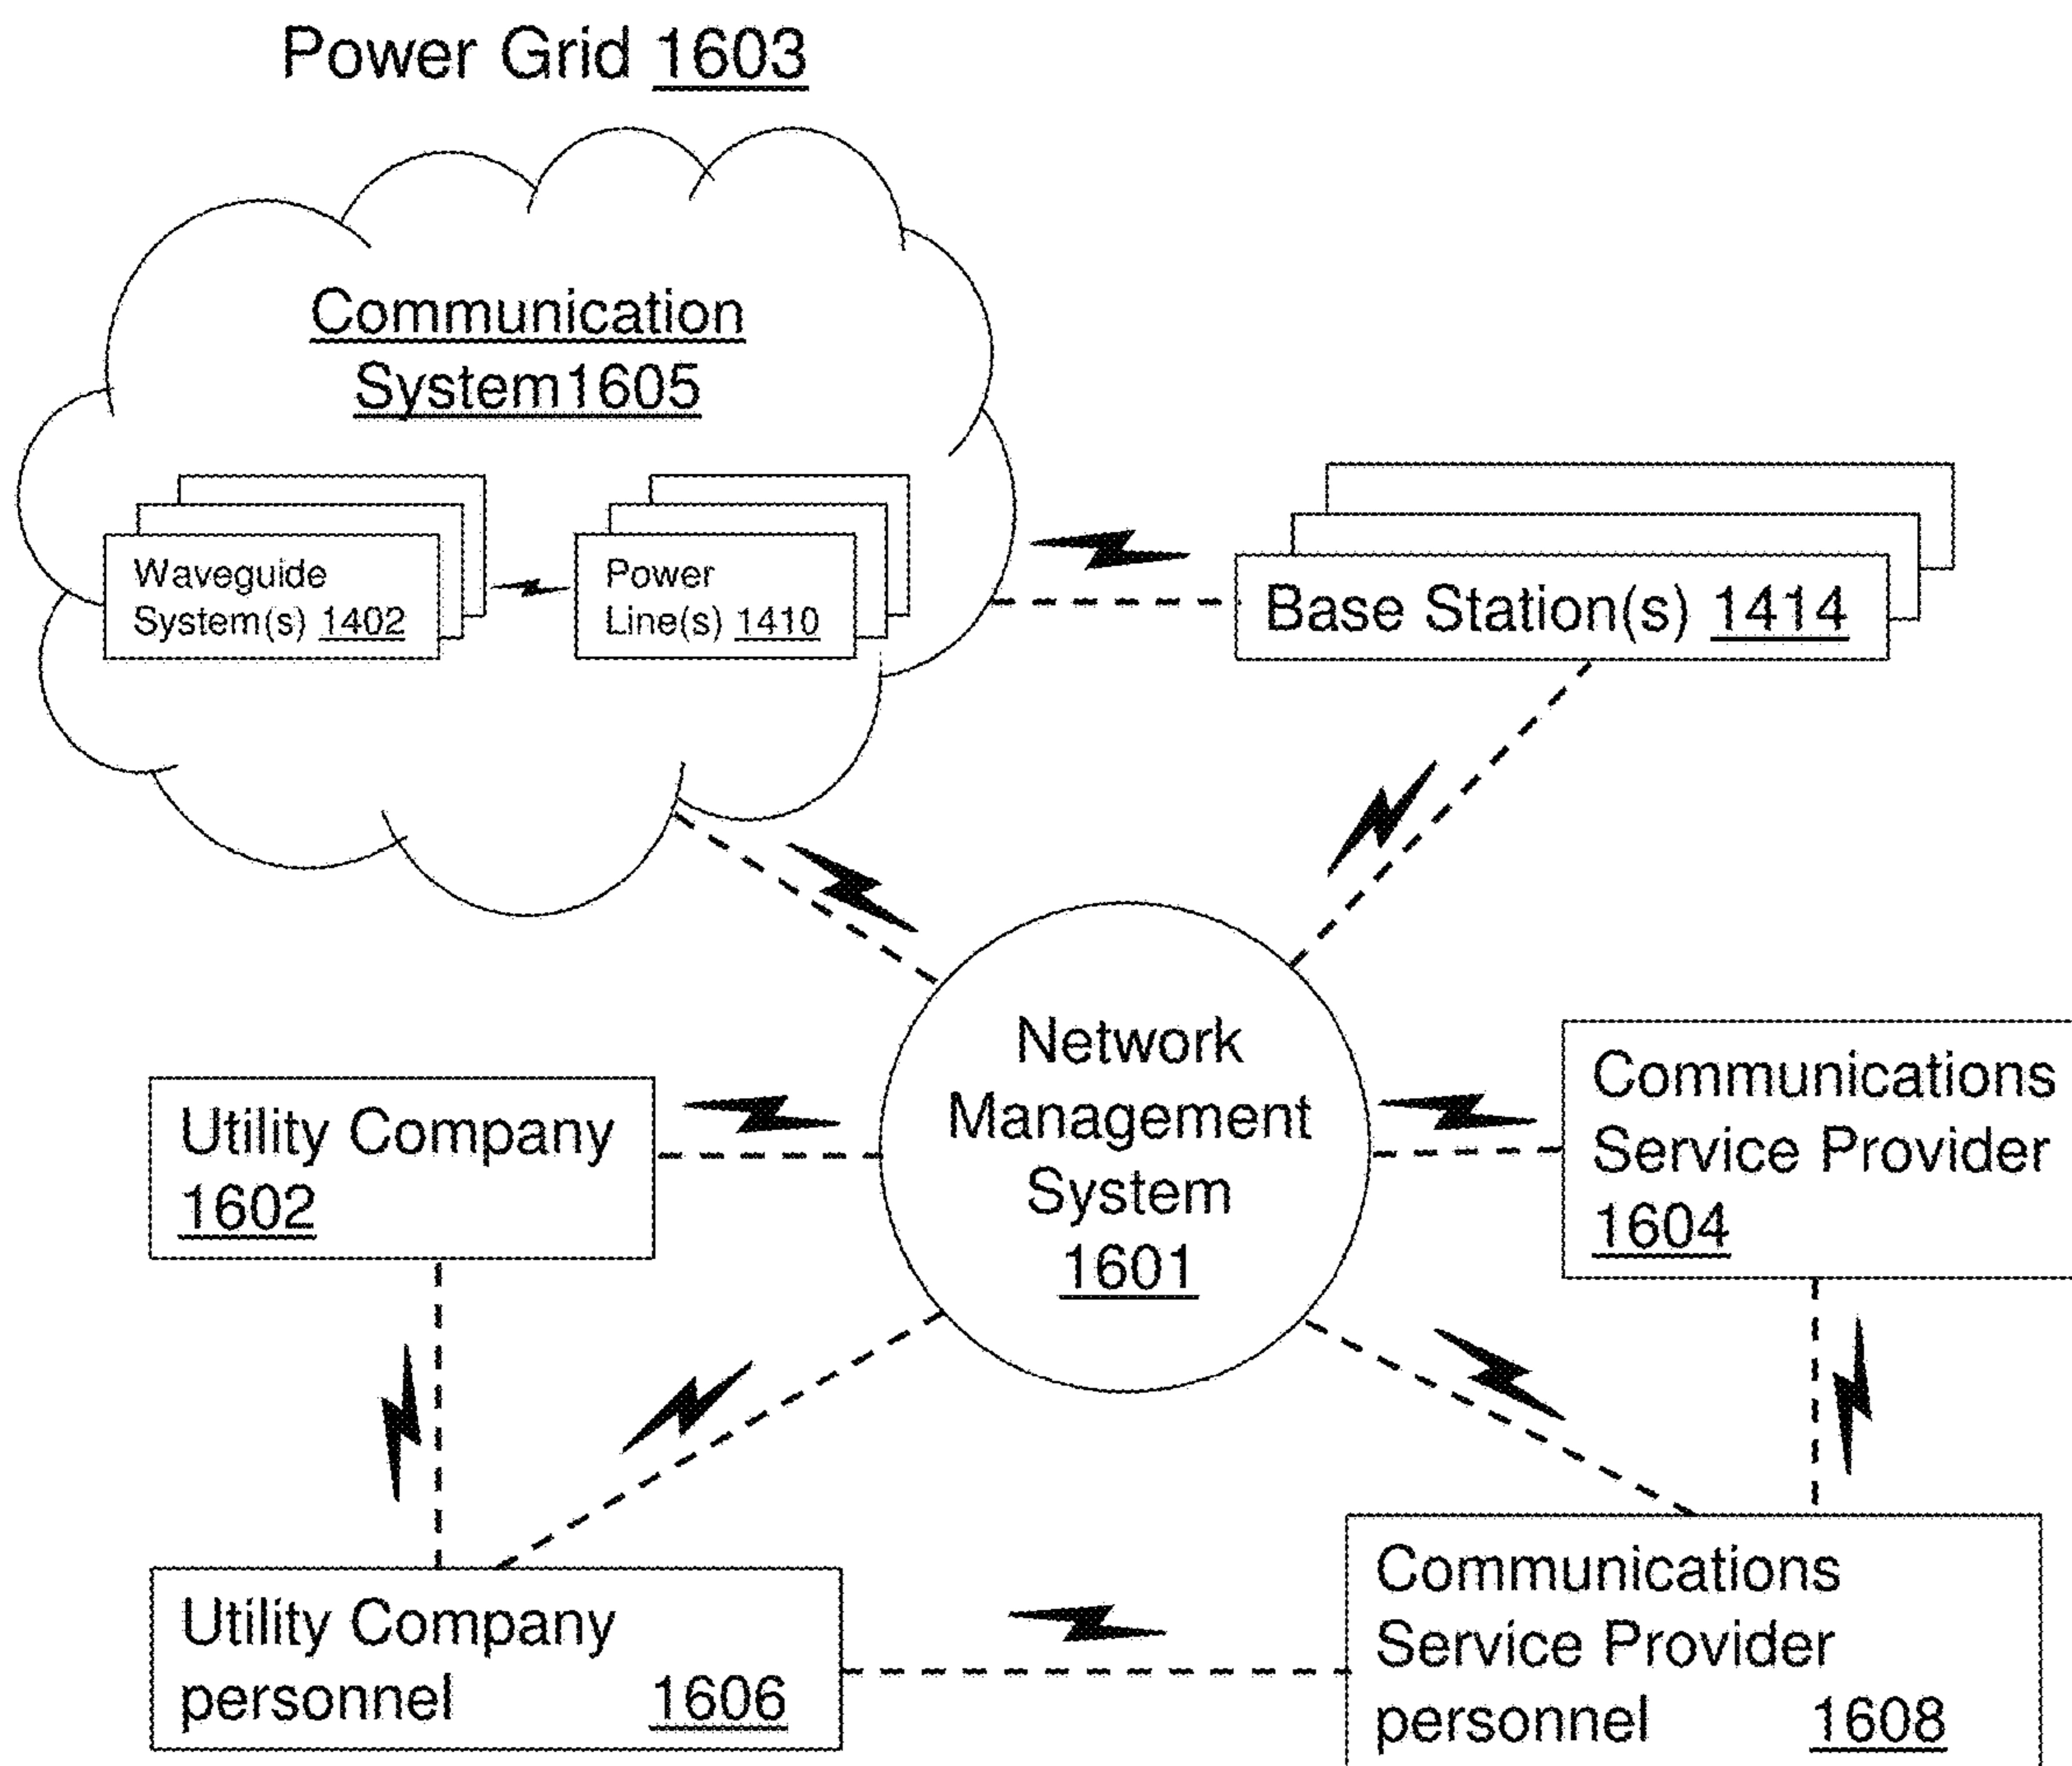 Power Grid 1603
Communication
System1605
Waveguide
System(s) 1402
Power
Line(s) 1410
Base Station(s) 1414
Network
Management
System
1601
Utility Company
1602
Communications
Service Provider
1604
Utility Company
personnel 1606
Communications
Service Provider
personnel 1608